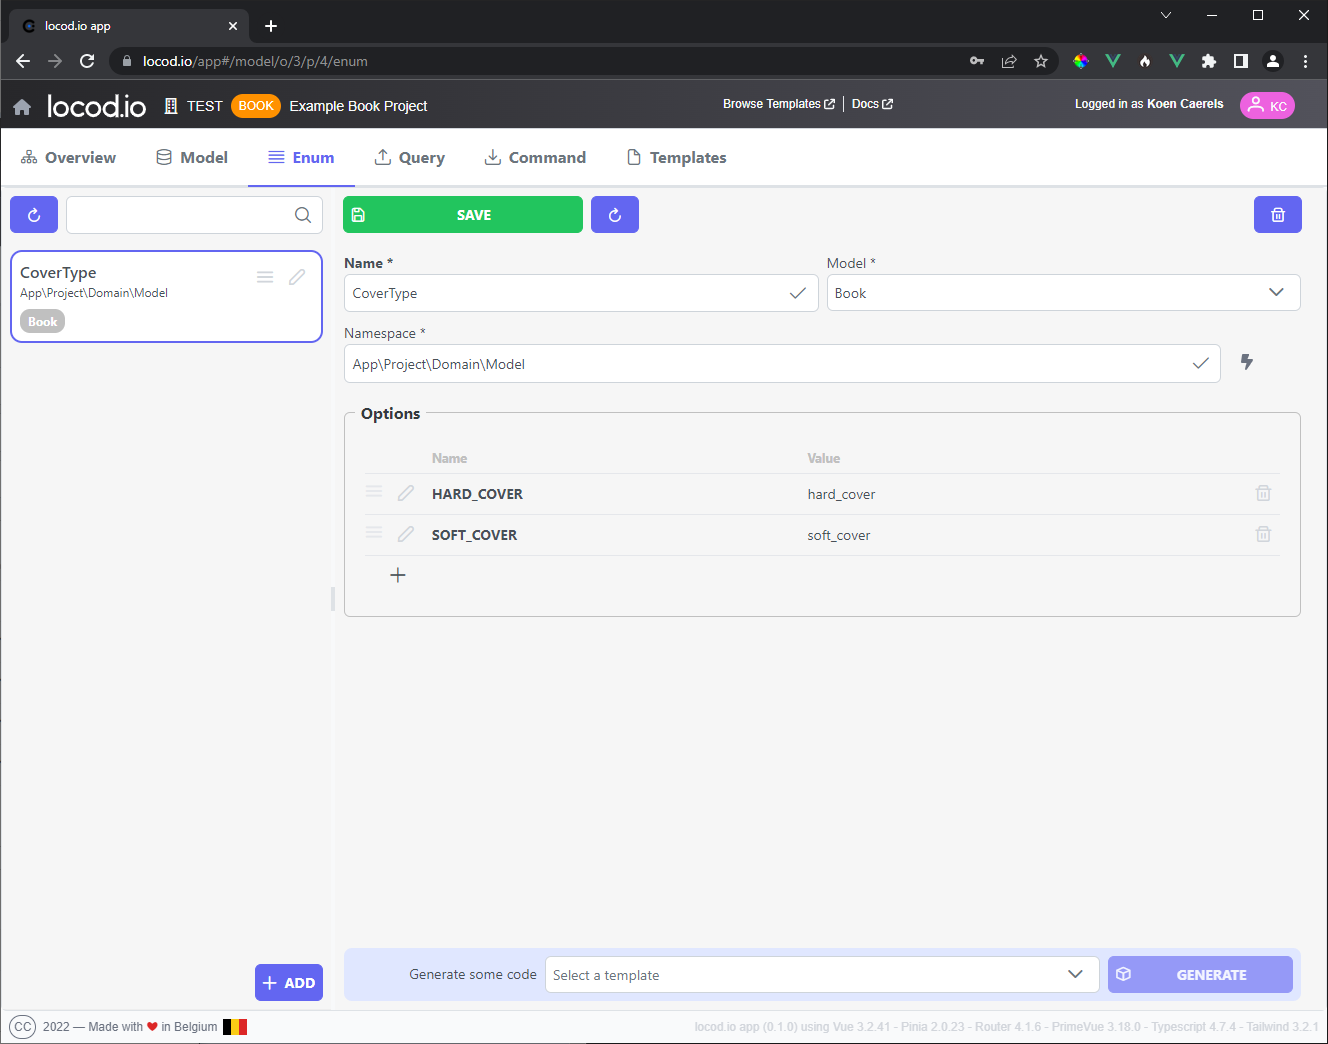 locod.io app
locod.io/app#/model/o/3/p/4/enum
locod.io TEST BOOK Example Book Project Browse Templates Docs Logged in as Koen Caerels KC
Overview Model Enum Query Command Templates
SAVE
CoverType
App\Project\Domain\Model
Book
Name * Model *
CoverType Book
Namespace *
App\Project\Domain\Model
Options
Name Value
HARD_COVER hard_cover
SOFT_COVER soft_cover
ADD
Generate some code Select a template GENERATE
CC 2022 — Made with in Belgium locod.io app (0.1.0) using Vue 3.2.41 - Pinia 2.0.23 - Router 4.1.6 - PrimeVue 3.18.0 - Typescript 4.7.4 - Tailwind 3.2.1